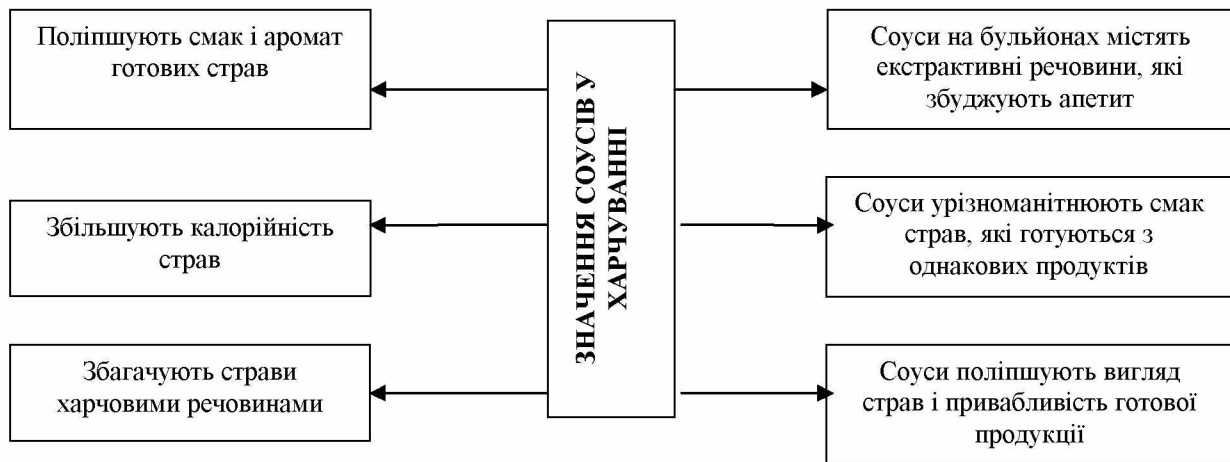 Поліпшують смак і аромат
готових страв
Збільшують калорійність
страв
Збагачують страви
харчовими речовинами
ЗНАЧЕННЯ СОУСІВ У
ХАРЧУВАННІ
Соуси на бульйонах містять
екстрактивні речовини, які
збуджують апетит
Соуси урізноманітнюють смак
страв, які готуються з
однакових продуктів
Соуси поліпшують вигляд
страв і привабливість готової
продукції